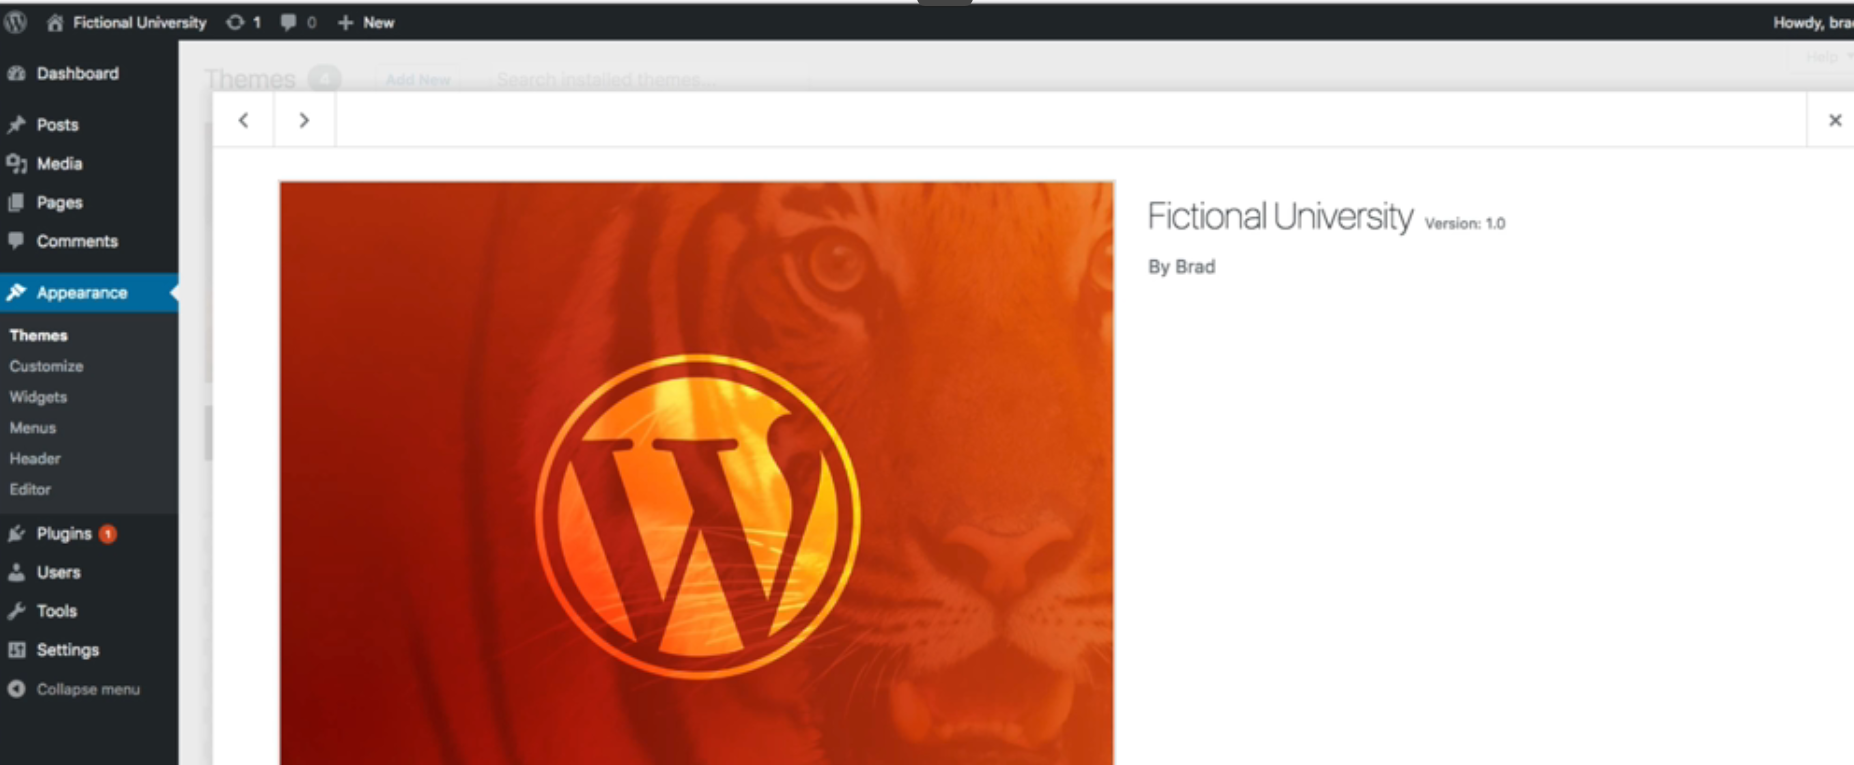 Fictional University 1 0 New
Howdy, bra
Dashboard
Posts
Media
Pages
Comments
Appearance
Themes
Customize
Widgets
Menus
Header
Editor
Plugins 1
Users
Tools
Settings
Collapse menu
Themes 4 Add New Search installed themes...
Help
Fictional University Version: 1.0
By Brad